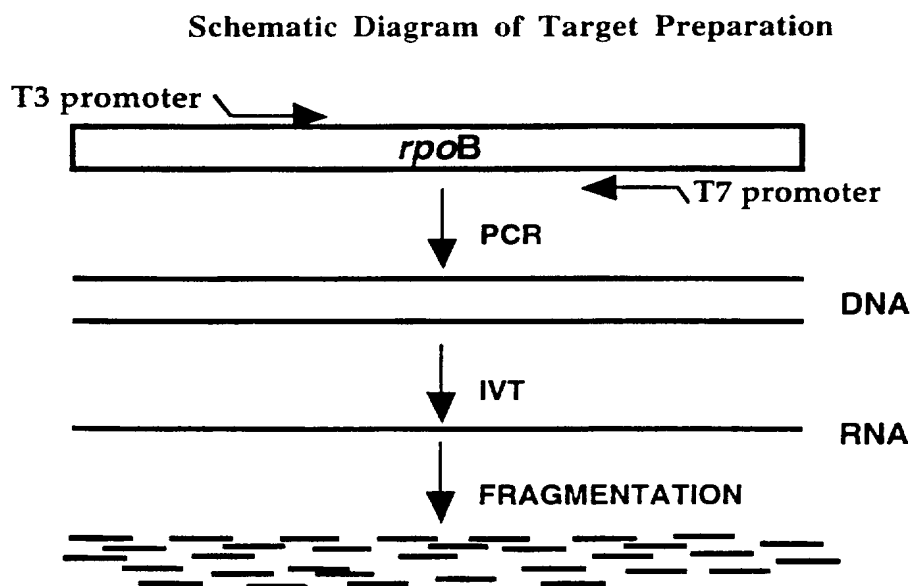 Schematic Diagram of Target Preparation
T3 promoter
rpoB
T7 promoter
PCR
DNA
IVT
RNA
FRAGMENTATION